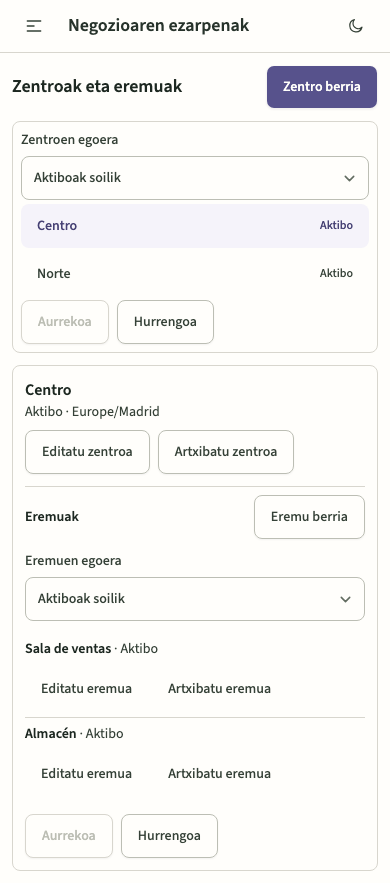 Negozioaren ezarpenak
Zentroak eta eremuak
Zentro berria
Zentroen egoera
Aktiboak soilik
Centro
Aktibo
Norte
Aktibo
Aurrekoa
Hurrengoa
Centro
Aktibo · Europe/Madrid
Editatu zentroa
Artxibatu zentroa
Eremuak
Eremu berria
Eremuen egoera
Aktiboak soilik
Sala de ventas · Aktibo
Editatu eremua
Artxibatu eremua
Almacén · Aktibo
Editatu eremua
Artxibatu eremua
Aurrekoa
Hurrengoa